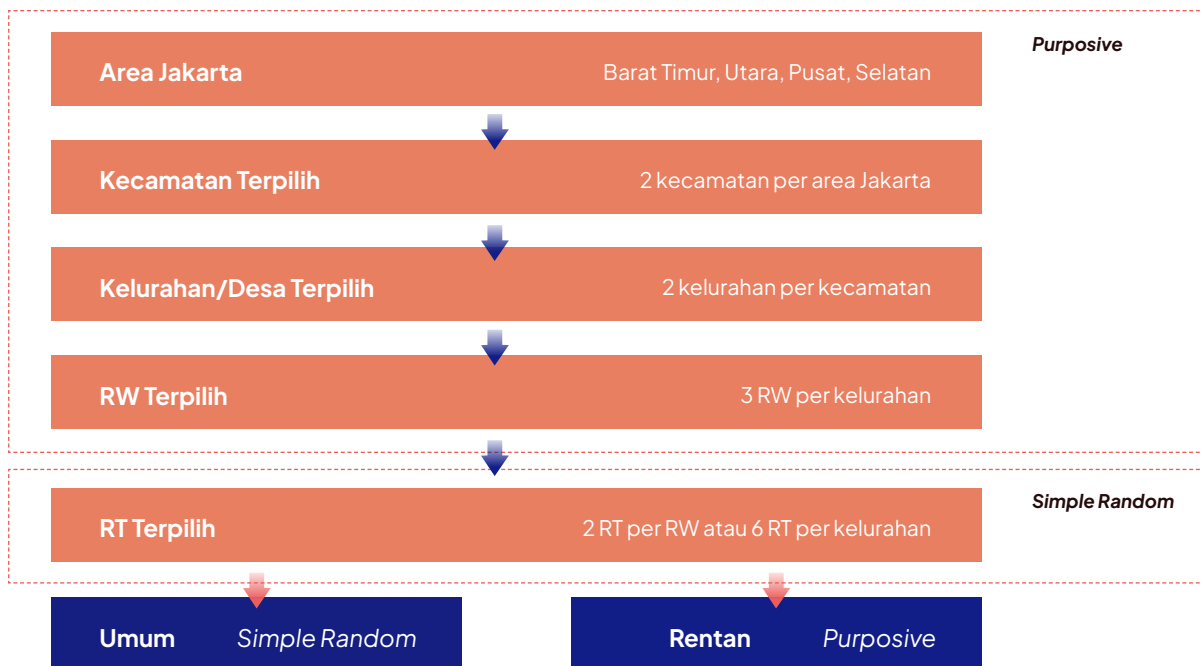 Purposive
Area Jakarta Barat Timur, Utara, Pusat, Selatan
Kecamatan Terpilih 2 kecamatan per area Jakarta
Kelurahan/Desa Terpilih 2 kelurahan per kecamatan
RW Terpilih 3 RW per kelurahan
Simple Random
RT Terpilih 2 RT per RW atau 6 RT per kelurahan
Umum Simple Random
Rentan Purposive